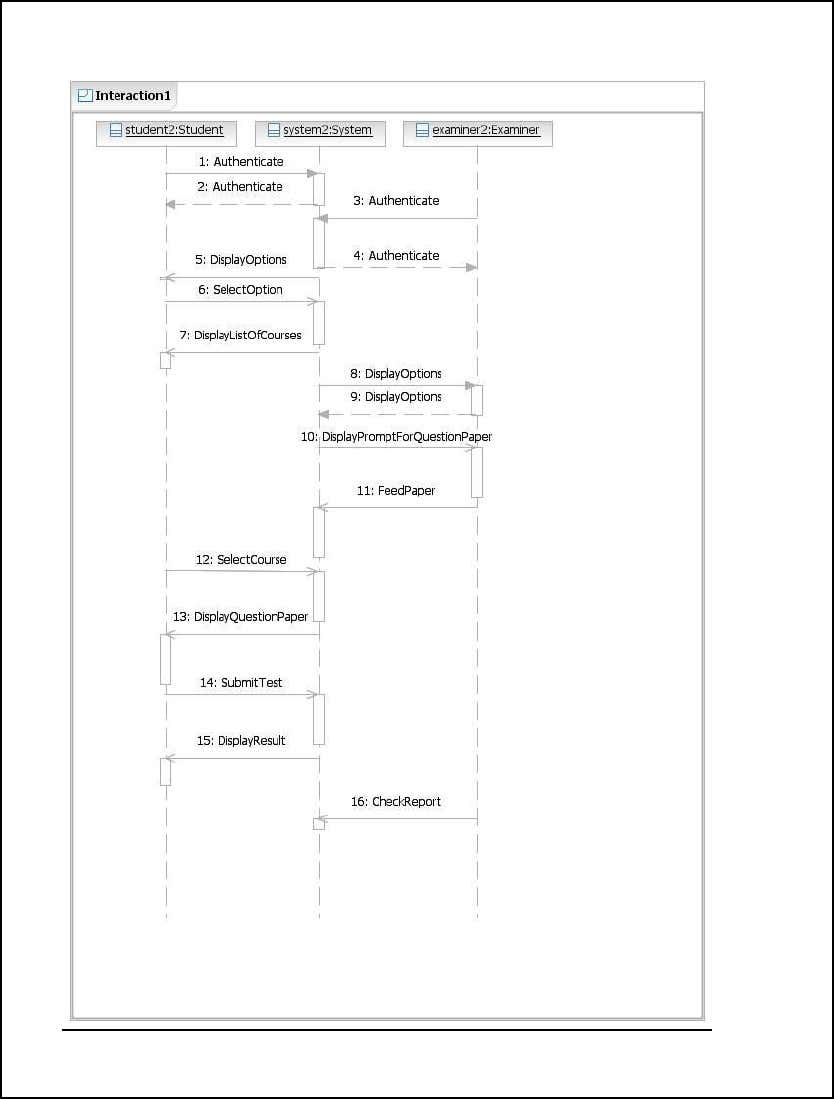 Interaction1
student2:Student
system2:System
examiner2:Examiner
1: Authenticate
2: Authenticate
3: Authenticate
4: Authenticate
5: DisplayOptions
6: SelectOption
7: DisplayListOfCourses
8: DisplayOptions
9: DisplayOptions
10: DisplayPromptForQuestionPaper
11: FeedPaper
12: SelectCourse
13: DisplayQuestionPaper
14: SubmitTest
15: DisplayResult
16: CheckReport